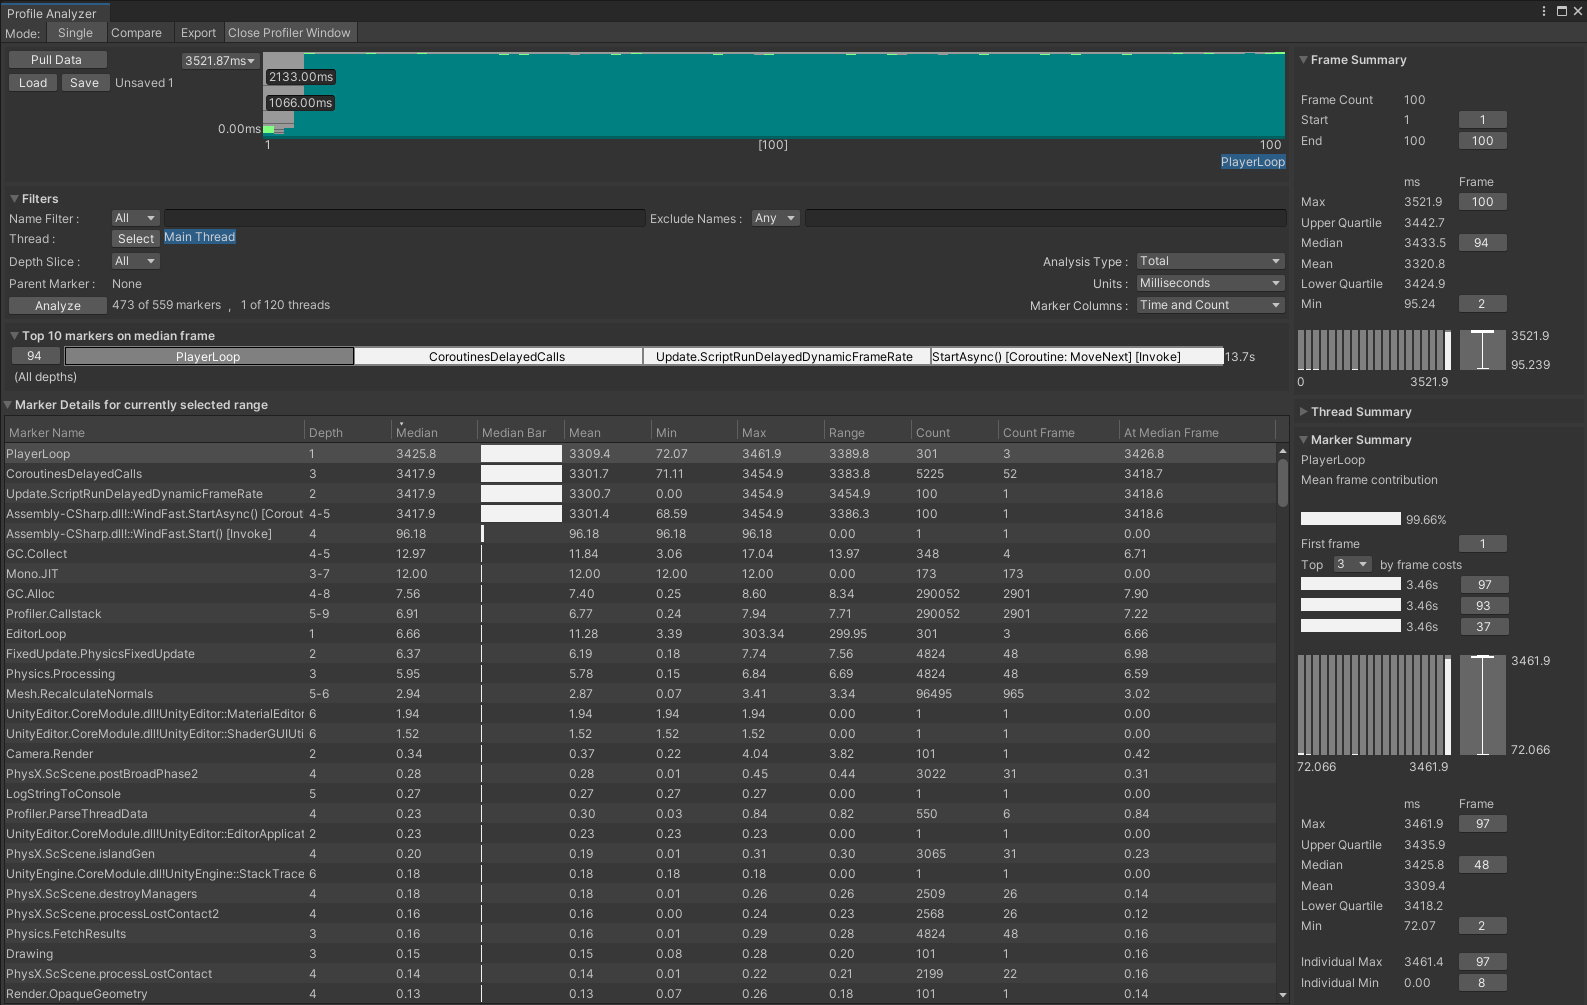 Profile Analyzer
Mode: Single Compare Export Close Profiler Window
Pull Data
Load Save Unsaved 1
3521.87ms
2133.00ms
1066.00ms
0.00ms
1 [100] 100
PlayerLoop
Filters
Name Filter : All Exclude Names : Any
Thread : Select Main Thread
Depth Slice : All Analysis Type : Total
Parent Marker : None Units : Milliseconds
Analyze 473 of 559 markers , 1 of 120 threads Marker Columns : Time and Count
Top 10 markers on median frame
94 PlayerLoop CoroutinesDelayedCalls Update.ScriptRunDelayedDynamicFrameRate StartAsync() [Coroutine: MoveNext] [Invoke] 13.7s
(All depths)
Marker Details for currently selected range
Marker Name Depth Median Median Bar Mean Min Max Range Count Count Frame At Median Frame
PlayerLoop 1 3425.8 3309.4 72.07 3461.9 3389.8 301 3 3426.8
CoroutinesDelayedCalls 3 3417.9 3301.7 71.11 3454.9 3383.8 5225 52 3418.7
Update.ScriptRunDelayedDynamicFrameRate 2 3417.9 3300.7 0.00 3454.9 3454.9 100 1 3418.6
Assembly-CSharp.dll!::WindFast.StartAsync() [Corout 4-5 3417.9 3301.4 68.59 3454.9 3386.3 100 1 3418.6
Assembly-CSharp.dll!::WindFast.Start() [Invoke] 4 96.18 96.18 96.18 96.18 0.00 1 1 0.00
GC.Collect 4-5 12.97 11.84 3.06 17.04 13.97 348 4 6.71
Mono.JIT 3-7 12.00 12.00 12.00 12.00 0.00 173 173 0.00
GC.Alloc 4-8 7.56 7.40 0.25 8.60 8.34 290052 2901 7.90
Profiler.Callstack 5-9 6.91 6.77 0.24 7.94 7.71 290052 2901 7.22
EditorLoop 1 6.66 11.28 3.39 303.34 299.95 301 3 6.66
FixedUpdate.PhysicsFixedUpdate 2 6.37 6.19 0.18 7.74 7.56 4824 48 6.98
Physics.Processing 3 5.95 5.78 0.15 6.84 6.69 4824 48 6.59
Mesh.RecalculateNormals 5-6 2.94 2.87 0.07 3.41 3.34 96495 965 3.02
UnityEditor.CoreModule.dll!UnityEditor::MaterialEditor 6 1.94 1.94 1.94 1.94 0.00 1 1 0.00
UnityEditor.CoreModule.dll!UnityEditor::ShaderGUIUti 6 1.52 1.52 1.52 1.52 0.00 1 1 0.00
Camera.Render 2 0.34 0.37 0.22 4.04 3.82 101 1 0.42
PhysX.ScScene.postBroadPhase2 4 0.28 0.28 0.01 0.45 0.44 3022 31 0.31
LogStringToConsole 5 0.27 0.27 0.27 0.27 0.00 1 1 0.00
Profiler.ParseThreadData 4 0.23 0.30 0.03 0.84 0.82 550 6 0.84
UnityEditor.CoreModule.dll!UnityEditor::EditorApplicat 2 0.23 0.23 0.23 0.23 0.00 1 1 0.00
PhysX.ScScene.islandGen 4 0.20 0.19 0.01 0.31 0.30 3065 31 0.23
UnityEngine.CoreModule.dll!UnityEngine::StackTrace 6 0.18 0.18 0.18 0.18 0.00 1 1 0.00
PhysX.ScScene.destroyManagers 4 0.18 0.18 0.01 0.26 0.26 2509 26 0.14
PhysX.ScScene.processLostContact2 4 0.16 0.16 0.00 0.24 0.23 2568 26 0.12
Physics.FetchResults 3 0.16 0.16 0.01 0.29 0.28 4824 48 0.16
Drawing 3 0.15 0.15 0.08 0.28 0.20 101 1 0.16
PhysX.ScScene.processLostContact 4 0.14 0.14 0.01 0.22 0.21 2199 22 0.16
Render.OpaqueGeometry 4 0.13 0.13 0.07 0.26 0.18 101 1 0.14
Frame Summary
Frame Count 100
Start 1 1
End 100 100
ms Frame
Max 3521.9 100
Upper Quartile 3442.7
Median 3433.5 94
Mean 3320.8
Lower Quartile 3424.9
Min 95.24 2
3521.9
95.239
0 3521.9
Thread Summary
Marker Summary
PlayerLoop
Mean frame contribution
99.66%
First frame 1
Top 3 by frame costs
3.46s 97
3.46s 93
3.46s 37
3461.9
72.066
72.066 3461.9
ms Frame
Max 3461.9 97
Upper Quartile 3435.9
Median 3425.8 48
Mean 3309.4
Lower Quartile 3418.2
Min 72.07 2
Individual Max 3461.4 97
Individual Min 0.00 8